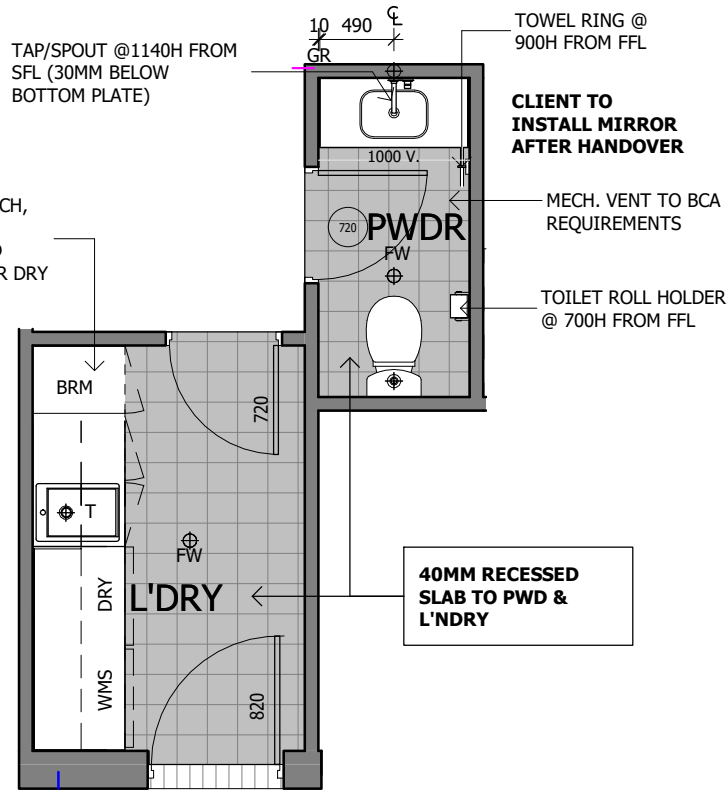 10 490 ℄
GR
TAP/SPOUT @1140H FROM
SFL (30MM BELOW
BOTTOM PLATE)
TOWEL RING @
900H FROM FFL
CLIENT TO
INSTALL MIRROR
AFTER HANDOVER
1000 V.
MECH. VENT TO BCA
REQUIREMENTS
720
PWDR
FW
TOILET ROLL HOLDER
@ 700H FROM FFL
CH,
R DRY
BRM
720
T
FW
DRY
L'DRY
WMS
820
40MM RECESSED
SLAB TO PWD &
L'NDRY